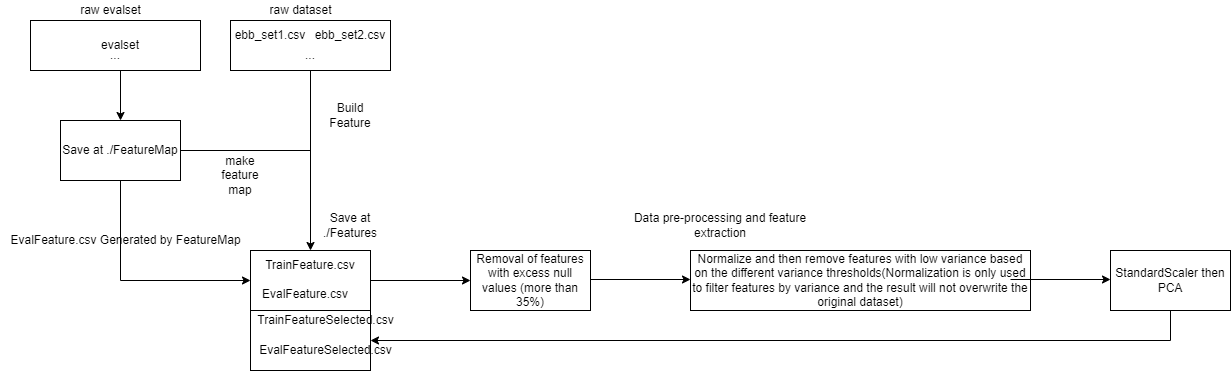 raw evalset
raw dataset
evalset
...
ebb_set1.csv ebb_set2.csv
...
Build
Feature
Save at ./FeatureMap
make
feature
map
Save at
./Features
EvalFeature.csv Generated by FeatureMap
TrainFeature.csv
EvalFeature.csv
TrainFeatureSelected.csv
EvalFeatureSelected.csv
Removal of features
with excess null
values (more than
35%)
Data pre-processing and feature
extraction
Normalize and then remove features with low variance based
on the different variance thresholds(Normalization is only used
to filter features by variance and the result will not overwrite the
original dataset)
StandardScaler then
PCA